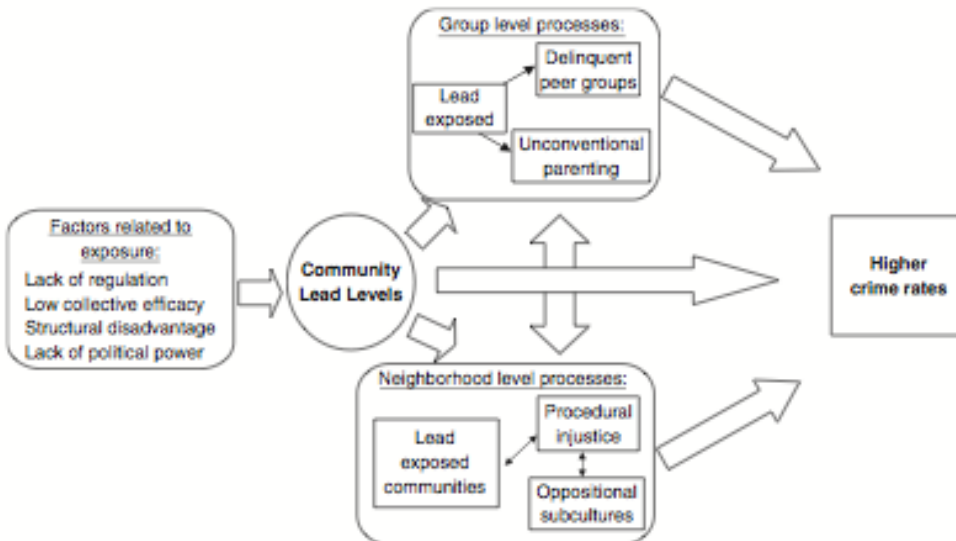 Group level processes:
Delinquent
peer groups
Lead
exposed
Unconventional
parenting
Factors related to
exposure:
Lack of regulation
Low collective efficacy
Structural disadvantage
Lack of political power
Community
Lead Levels
Higher
crime rates
Neighborhood level processes:
Procedural
injustice
Lead
exposed
communities
Oppositional
subcultures